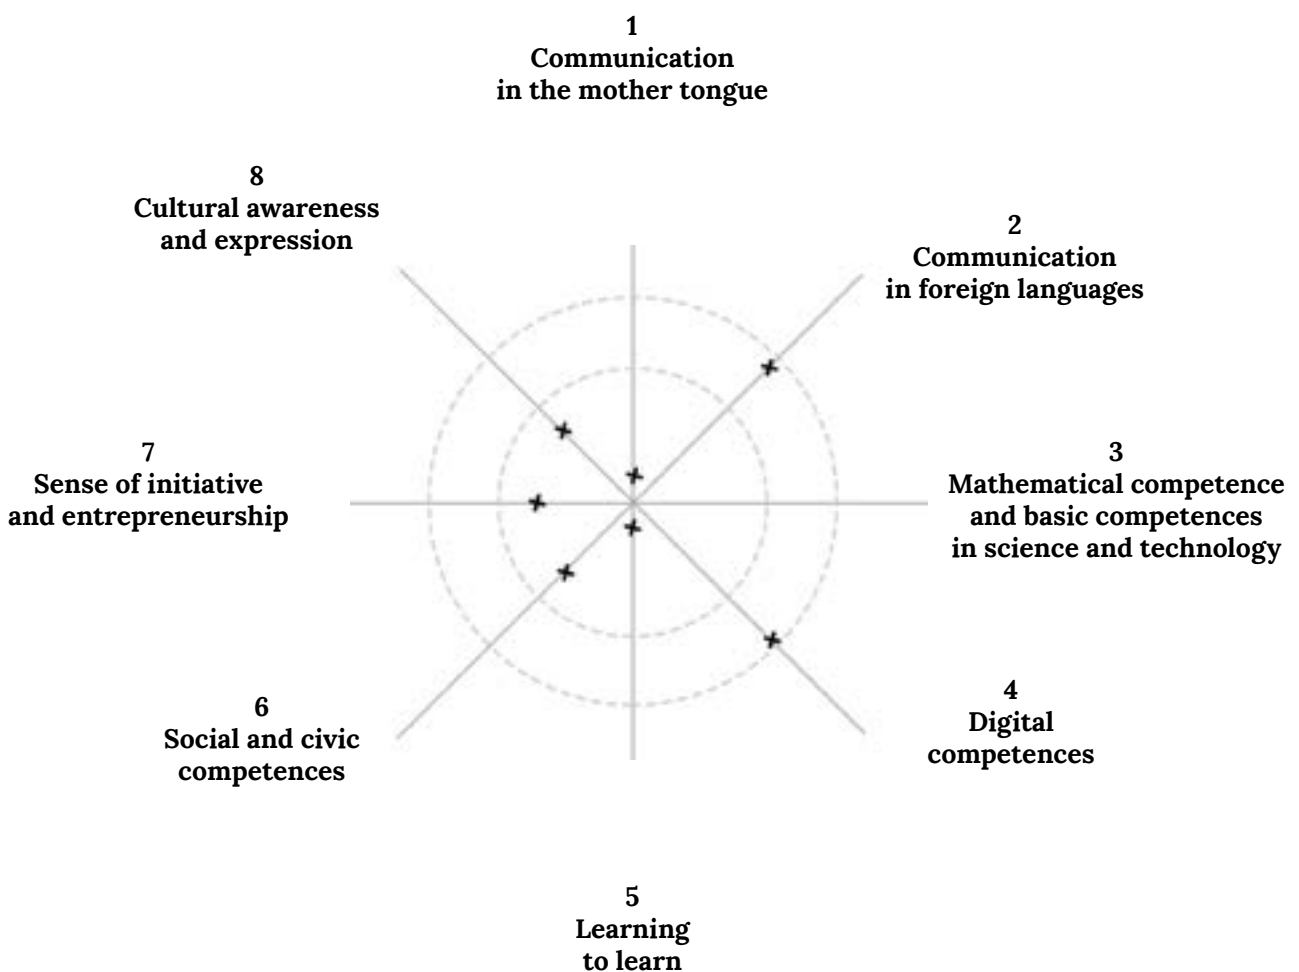 1
Communication
in the mother tongue
8
Cultural awareness
and expression
2
Communication
in foreign languages
7
Sense of initiative
and entrepreneurship
3
Mathematical competence
and basic competences
in science and technology
6
Social and civic
competences
4
Digital
competences
5
Learning
to learn